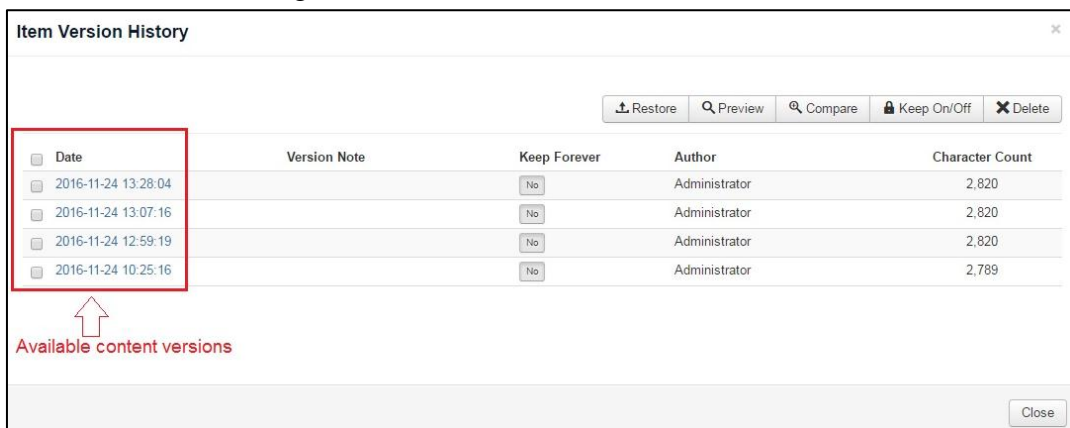 Item Version History ×
Restore Preview Compare Keep On/Off Delete
Date Version Note Keep Forever Author Character Count
2016-11-24 13:28:04 No Administrator 2,820
2016-11-24 13:07:16 No Administrator 2,820
2016-11-24 12:59:19 No Administrator 2,820
2016-11-24 10:25:16 No Administrator 2,789
Available content versions
Close